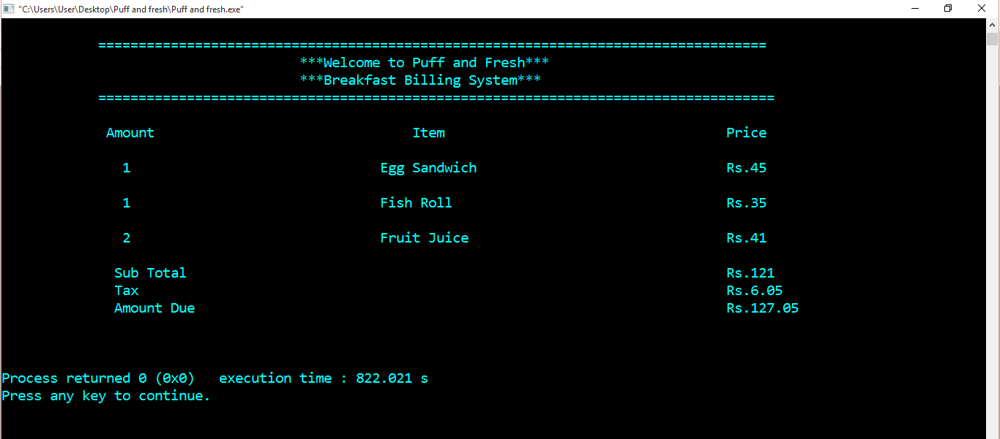 "C:\Users\User\Desktop\Puff and fresh\Puff and fresh.exe"
===================================================================================
***Welcome to Puff and Fresh***
***Breakfast Billing System***
====================================================================================
Amount Item Price
1 Egg Sandwich Rs.45
1 Fish Roll Rs.35
2 Fruit Juice Rs.41
Sub Total Rs.121
Tax Rs.6.05
Amount Due Rs.127.05
Process returned 0 (0x0) execution time : 822.021 s
Press any key to continue.